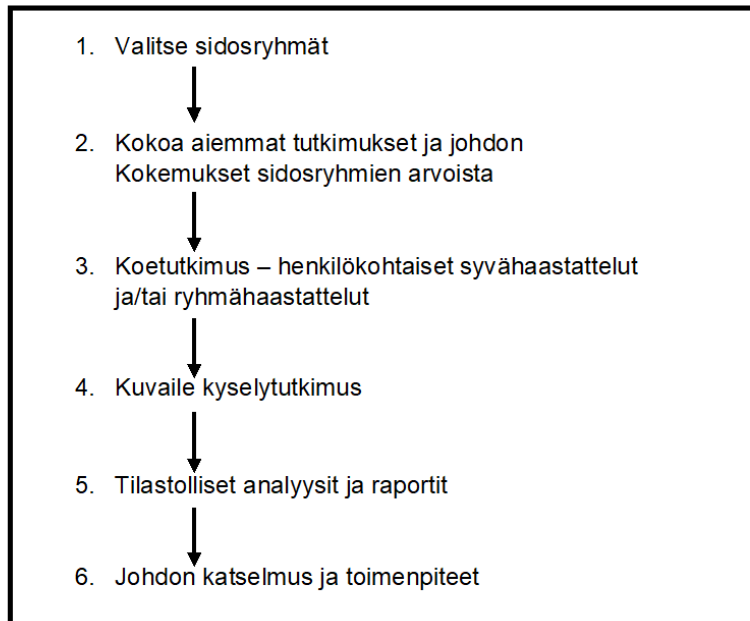 1. Valitse sidosryhmät
2. Kokoa aiemmat tutkimukset ja johdon
Kokemukset sidosryhmien arvoista
3. Koetutkimus – henkilökohtaiset syvähaastattelut
ja/tai ryhmähaastattelut
4. Kuvaile kyselytutkimus
5. Tilastolliset analyysit ja raportit
6. Johdon katselmus ja toimenpiteet